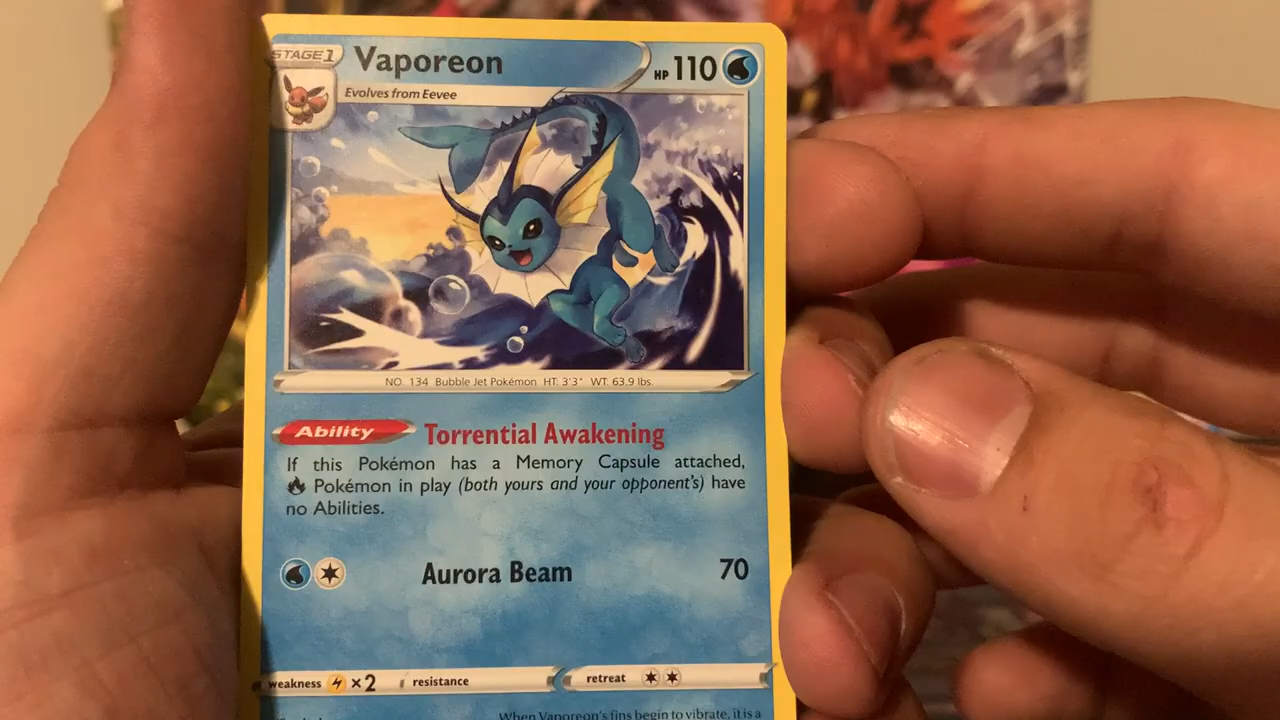 STAGE1 Vaporeon HP 110
Evolves from Eevee
NO. 134 Bubble Jet Pokémon HT: 3'3" WT: 63.9 lbs.
Ability Torrential Awakening
If this Pokémon has a Memory Capsule attached,
Pokémon in play (both yours and your opponent's) have
no Abilities.
Aurora Beam 70
weakness ×2 resistance retreat
When Vaporeon's fins begin to vibrate, it is a